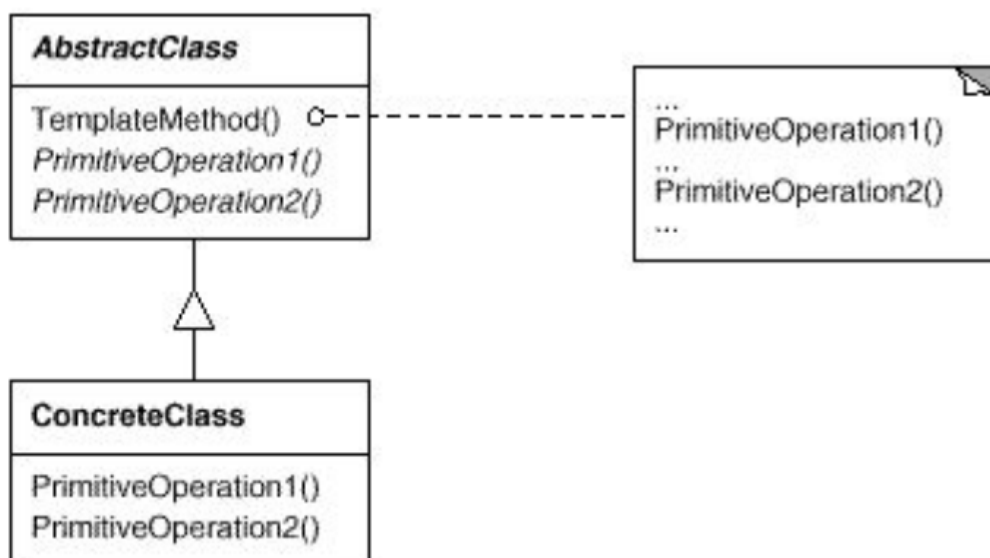 AbstractClass
TemplateMethod()
PrimitiveOperation1()
PrimitiveOperation2()
...
PrimitiveOperation1()
...
PrimitiveOperation2()
...
ConcreteClass
PrimitiveOperation1()
PrimitiveOperation2()